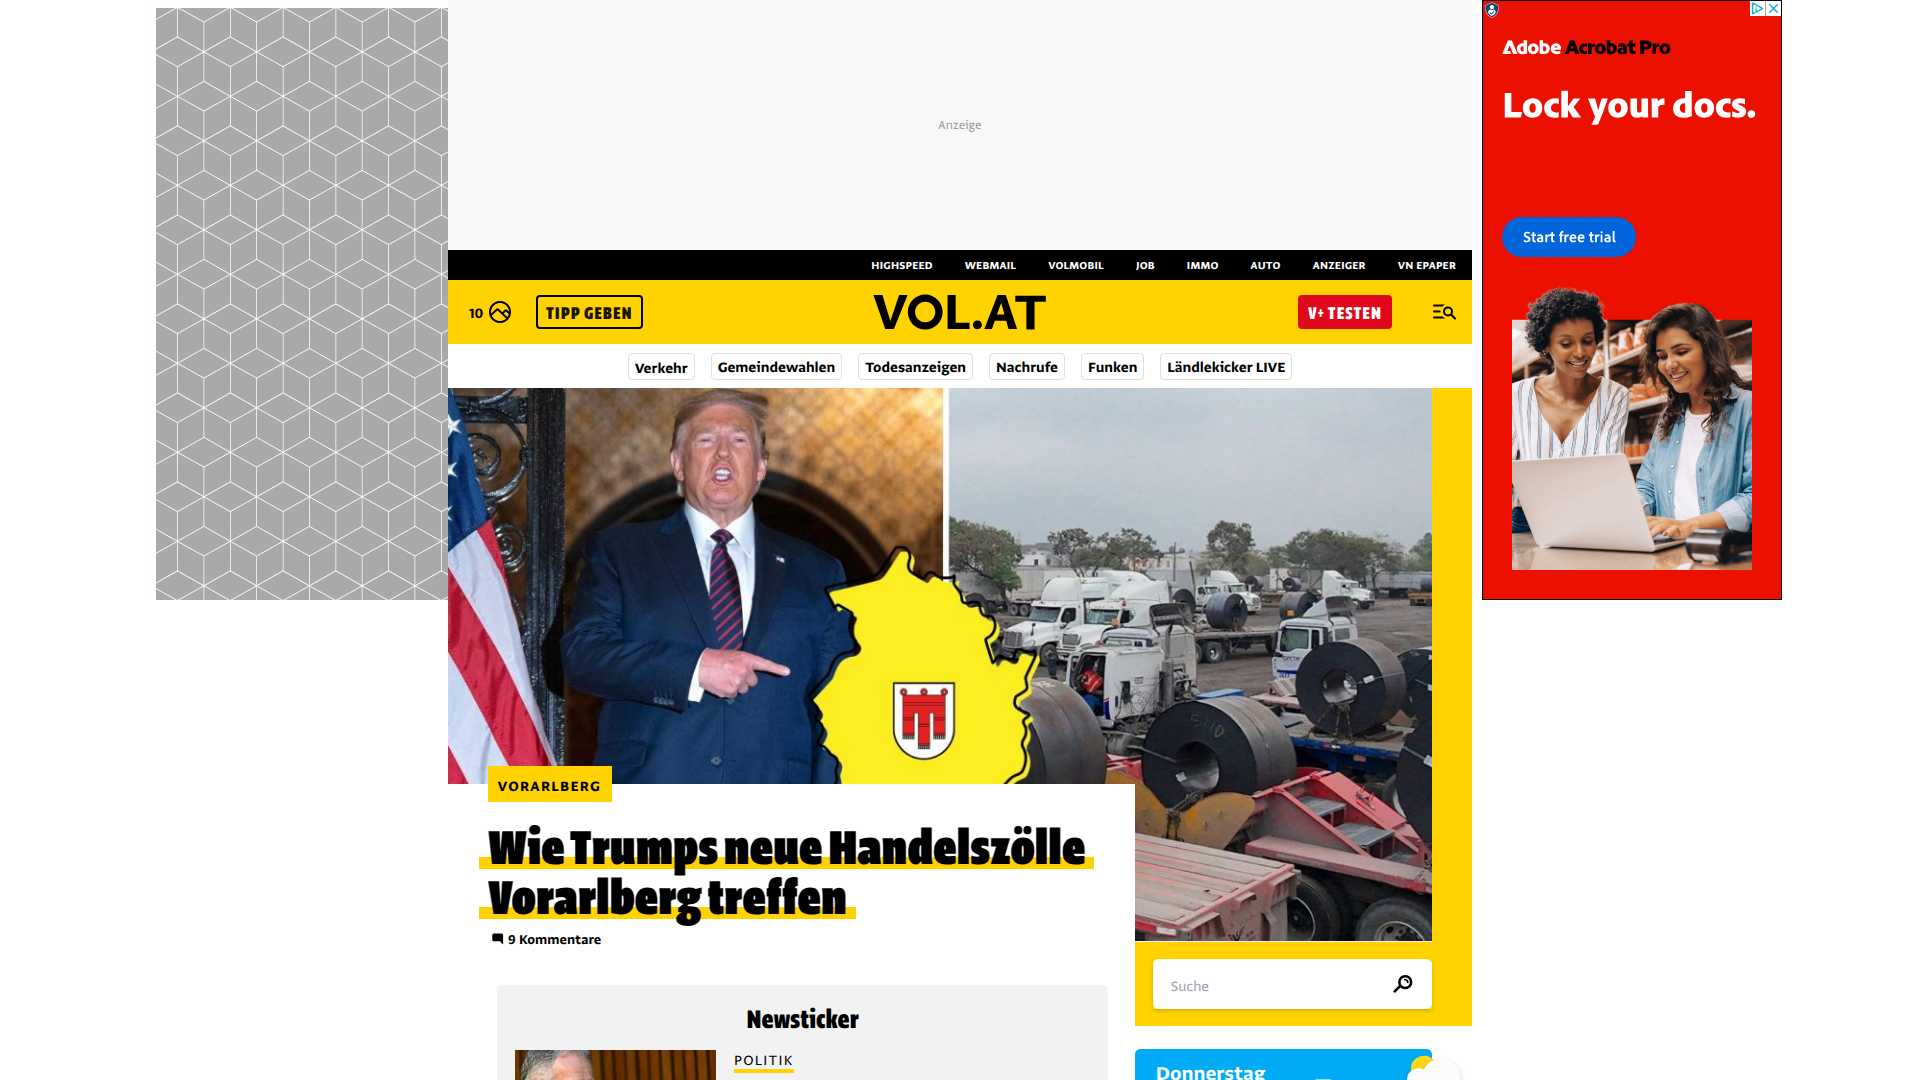 Anzeige
Adobe Acrobat Pro
Lock your docs.
Start free trial
HIGHSPEED WEBMAIL VOLMOBIL JOB IMMO AUTO ANZEIGER VN EPAPER
10 TIPP GEBEN VOL.AT V+ TESTEN
Verkehr Gemeindewahlen Todesanzeigen Nachrufe Funken Ländlekicker LIVE
VORARLBERG
Wie Trumps neue Handelszölle
Vorarlberg treffen
9 Kommentare
Suche
Newsticker
POLITIK
Donnerstag